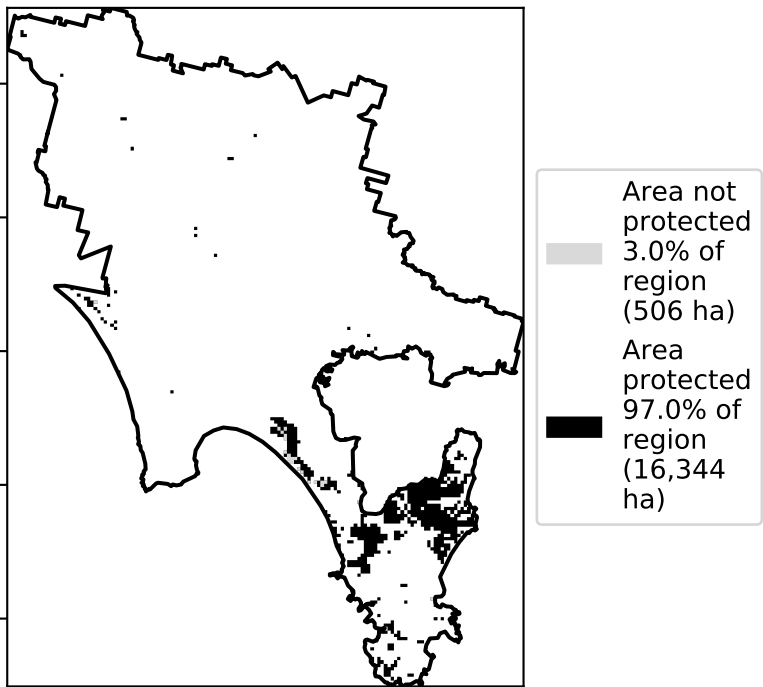 Area not
protected
3.0% of
region
(506 ha)
Area
protected
97.0% of
region
(16,344
ha)